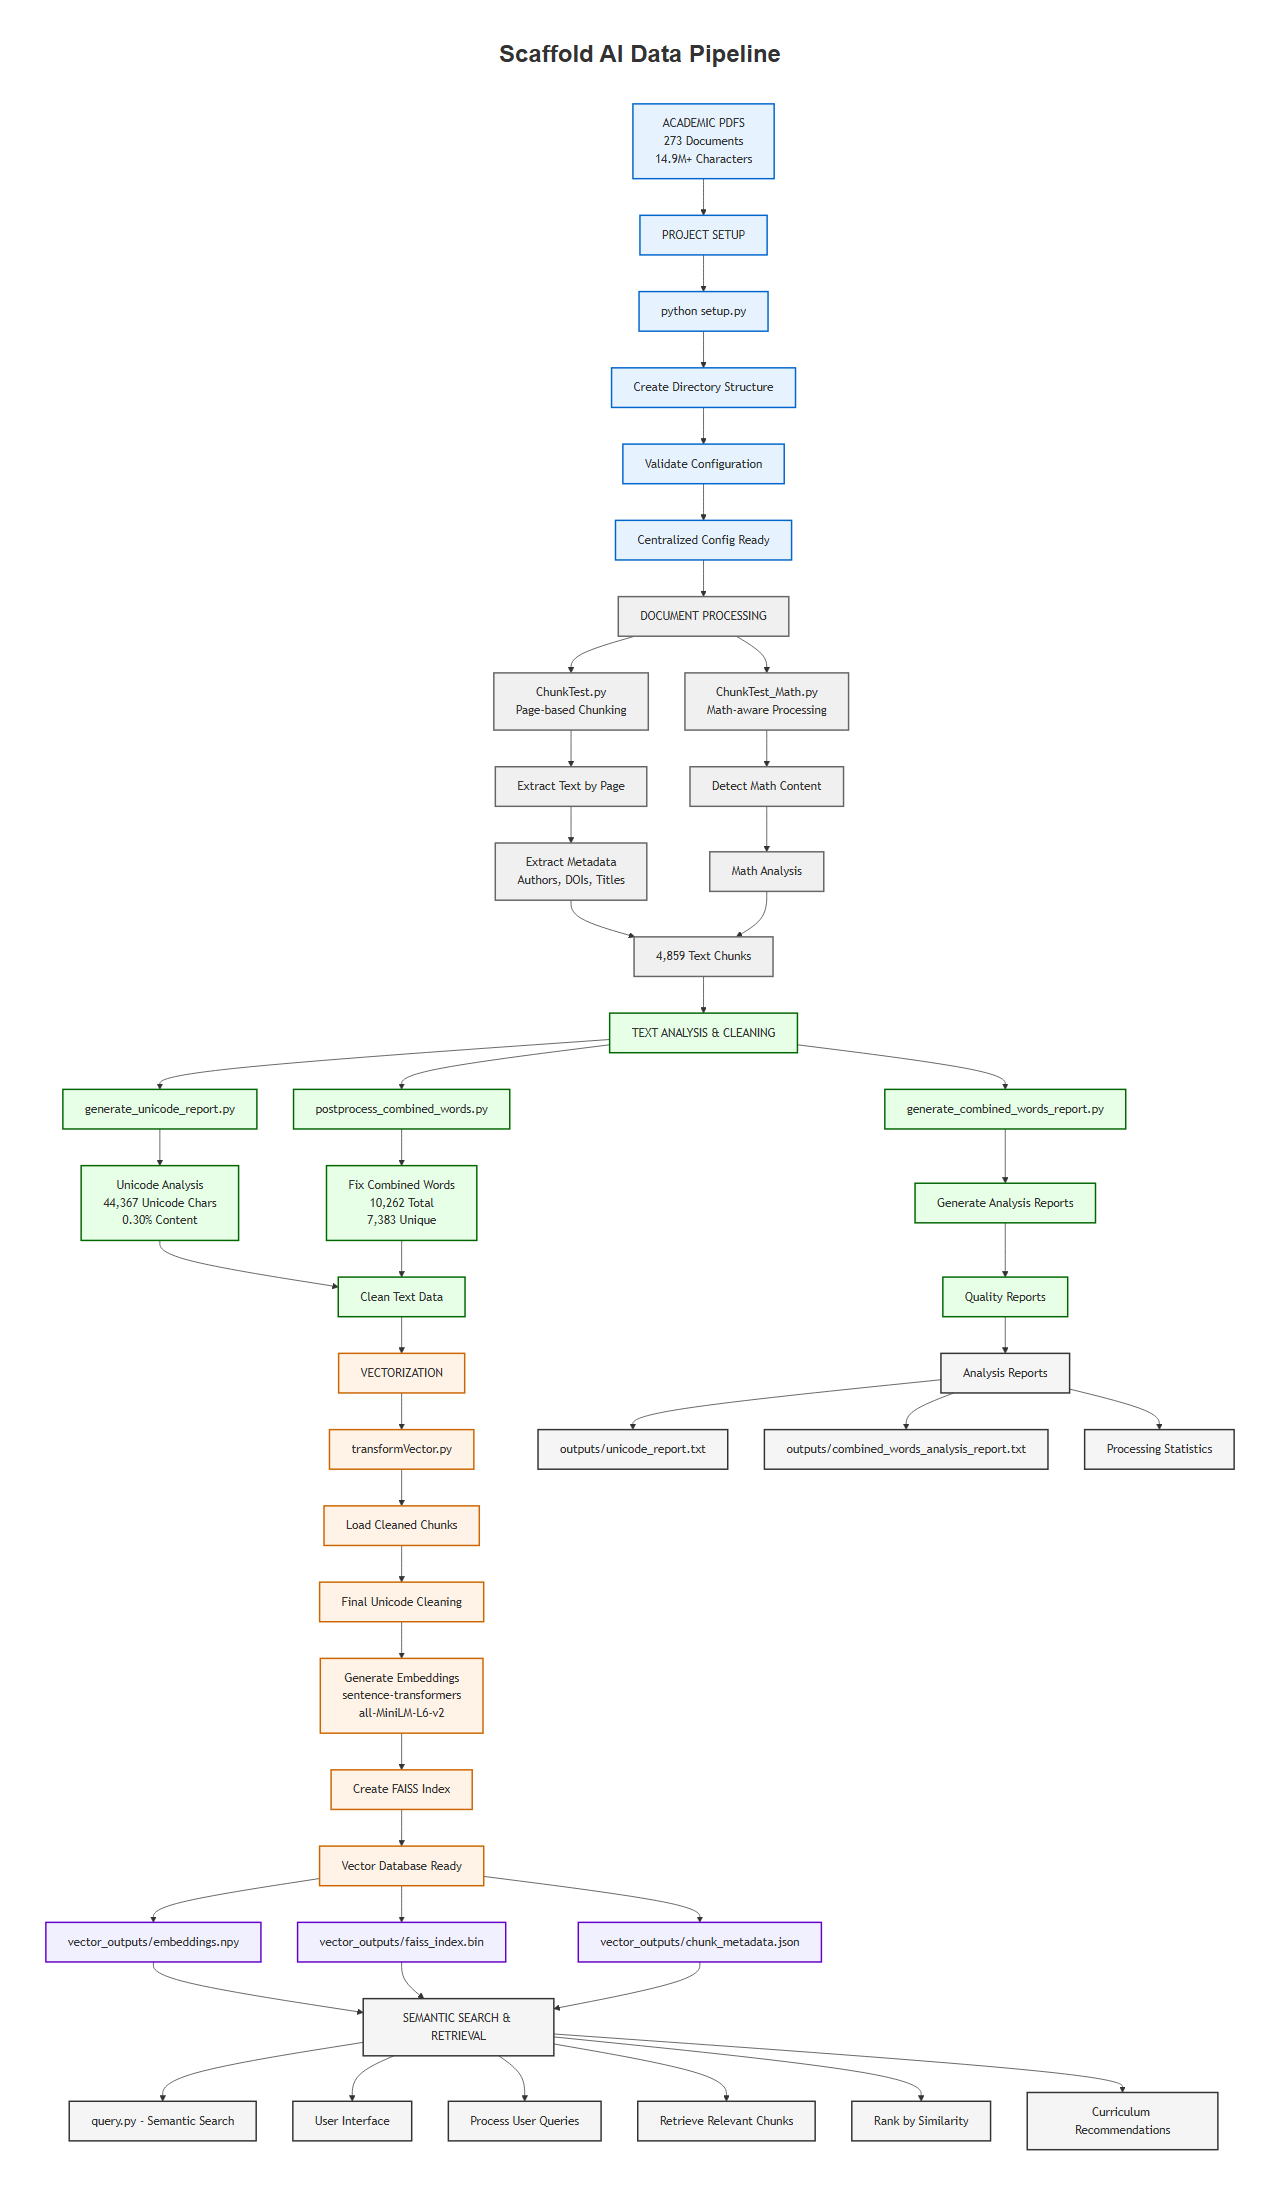 Scaffold AI Data Pipeline
ACADEMIC PDFS
273 Documents
14.9M+ Characters
PROJECT SETUP
python setup.py
Create Directory Structure
Validate Configuration
Centralized Config Ready
DOCUMENT PROCESSING
ChunkTest.py
Page-based Chunking
ChunkTest_Math.py
Math-aware Processing
Extract Text by Page
Detect Math Content
Extract Metadata
Authors, DOIs, Titles
Math Analysis
4,859 Text Chunks
TEXT ANALYSIS & CLEANING
generate_unicode_report.py
postprocess_combined_words.py
generate_combined_words_report.py
Unicode Analysis
44,367 Unicode Chars
0.30% Content
Fix Combined Words
10,262 Total
7,383 Unique
Generate Analysis Reports
Clean Text Data
Quality Reports
VECTORIZATION
Analysis Reports
transformVector.py
outputs/unicode_report.txt
outputs/combined_words_analysis_report.txt
Processing Statistics
Load Cleaned Chunks
Final Unicode Cleaning
Generate Embeddings
sentence-transformers
all-MiniLM-L6-v2
Create FAISS Index
Vector Database Ready
vector_outputs/embeddings.npy
vector_outputs/faiss_index.bin
vector_outputs/chunk_metadata.json
SEMANTIC SEARCH &
RETRIEVAL
query.py - Semantic Search
User Interface
Process User Queries
Retrieve Relevant Chunks
Rank by Similarity
Curriculum
Recommendations